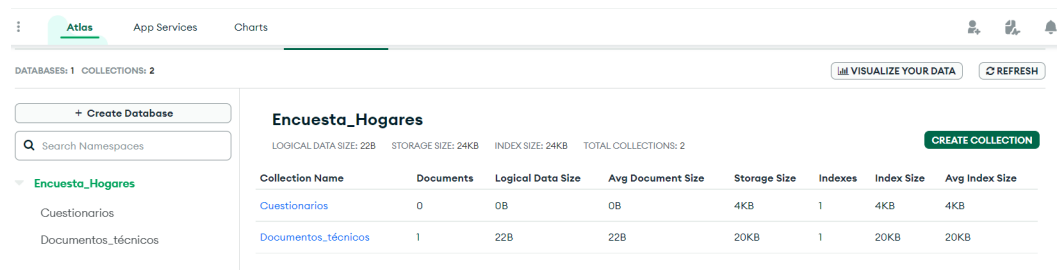 Atlas App Services Charts
DATABASES: 1 COLLECTIONS: 2
VISUALIZE YOUR DATA
REFRESH
+ Create Database
Search Namespaces
Encuesta_Hogares
Cuestionarios
Documentos_técnicos
Encuesta_Hogares
LOGICAL DATA SIZE: 22B STORAGE SIZE: 24KB INDEX SIZE: 24KB TOTAL COLLECTIONS: 2
CREATE COLLECTION
Collection Name Documents Logical Data Size Avg Document Size Storage Size Indexes Index Size Avg Index Size
Cuestionarios 0 0B 0B 4KB 1 4KB 4KB
Documentos_técnicos 1 22B 22B 20KB 1 20KB 20KB